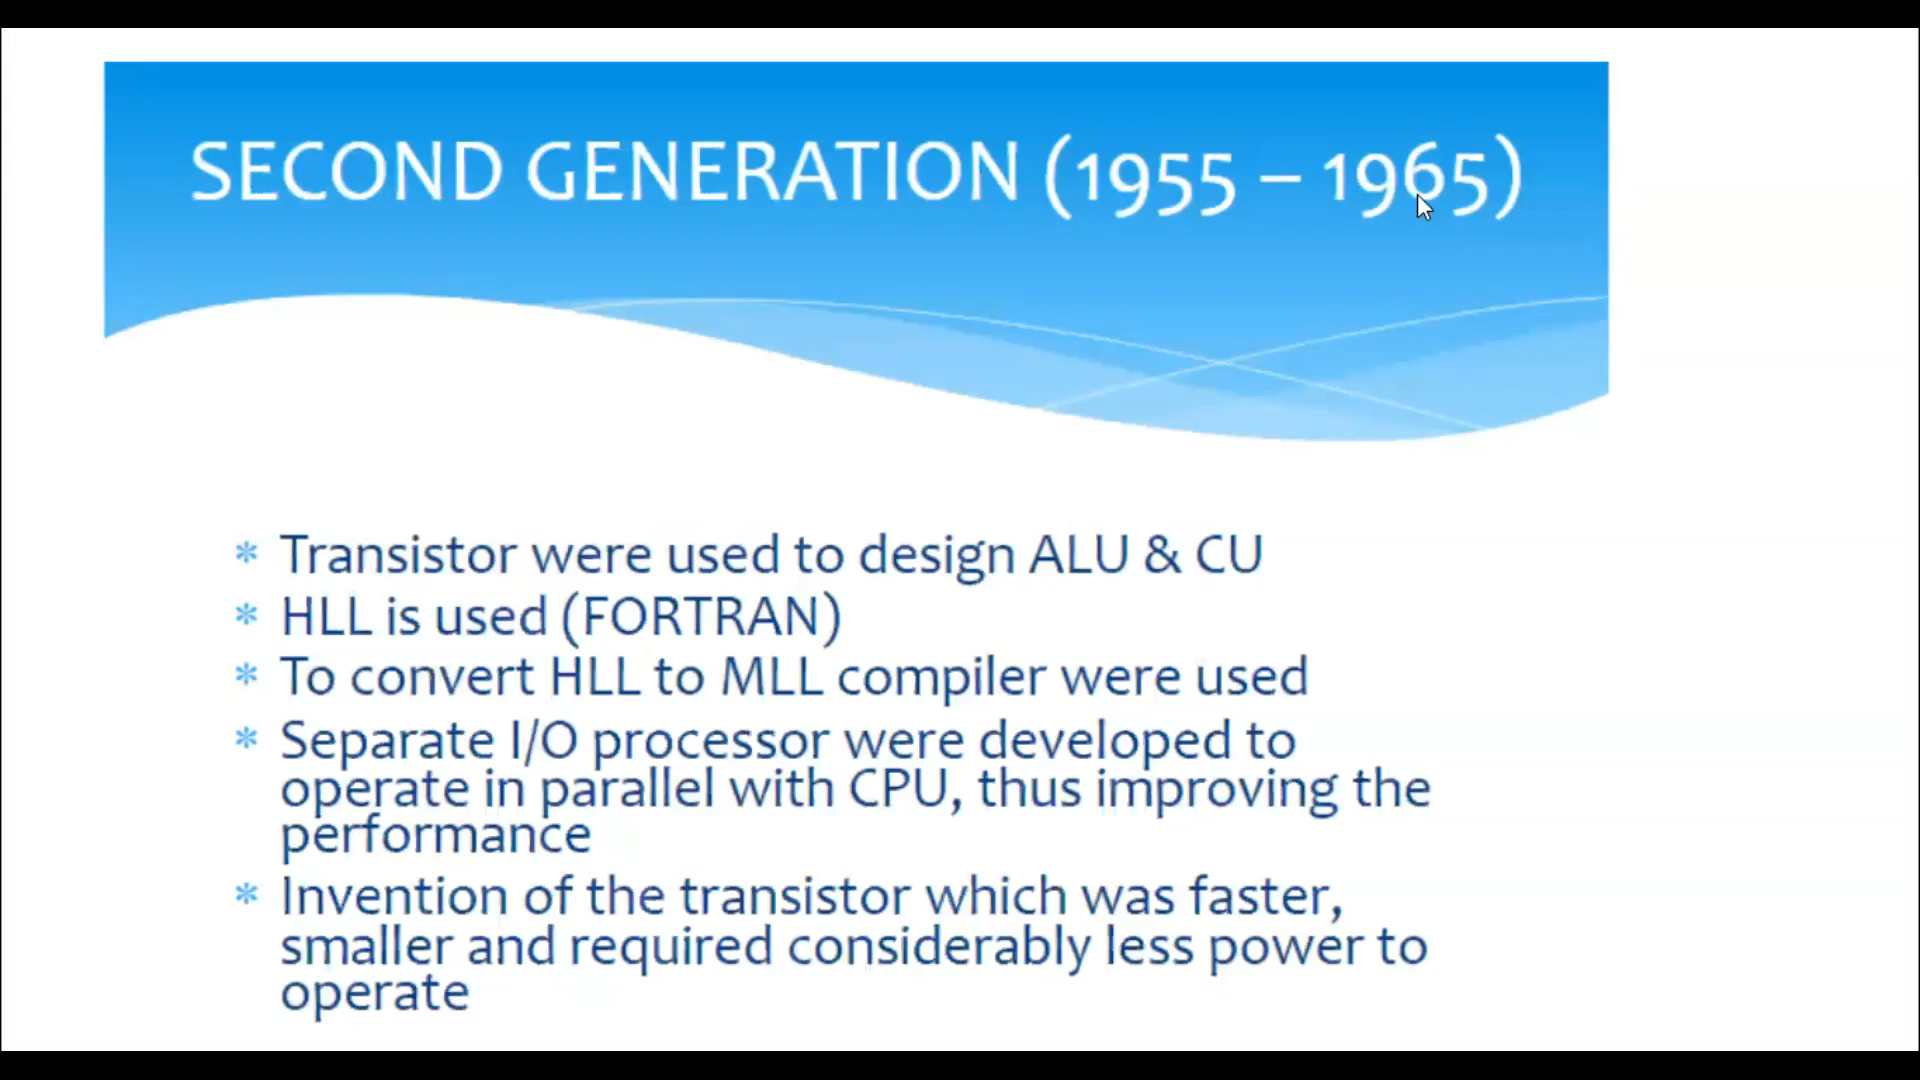 SECOND GENERATION (1955 – 1965)
* Transistor were used to design ALU & CU
* HLL is used (FORTRAN)
* To convert HLL to MLL compiler were used
* Separate I/O processor were developed to
operate in parallel with CPU, thus improving the
performance
* Invention of the transistor which was faster,
smaller and required considerably less power to
operate